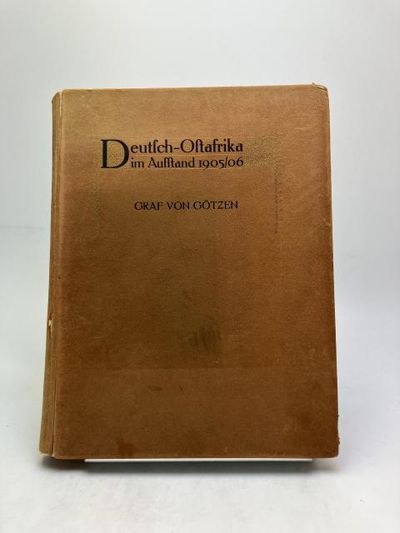 Deutſch-Oſtafrika
im Aufſtand 1905/06
GRAF VON GÖTZEN